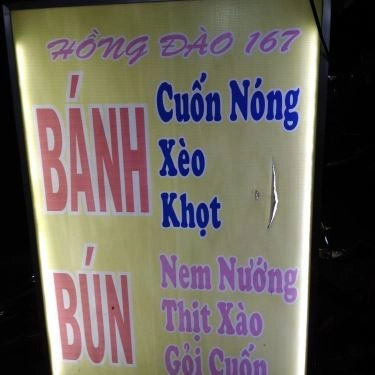 HỒNG ĐÀO 167
BÁNH
Cuốn Nóng
Xèo
Khọt
BÚN
Nem Nướng
Thịt Xào
Gỏi Cuốn